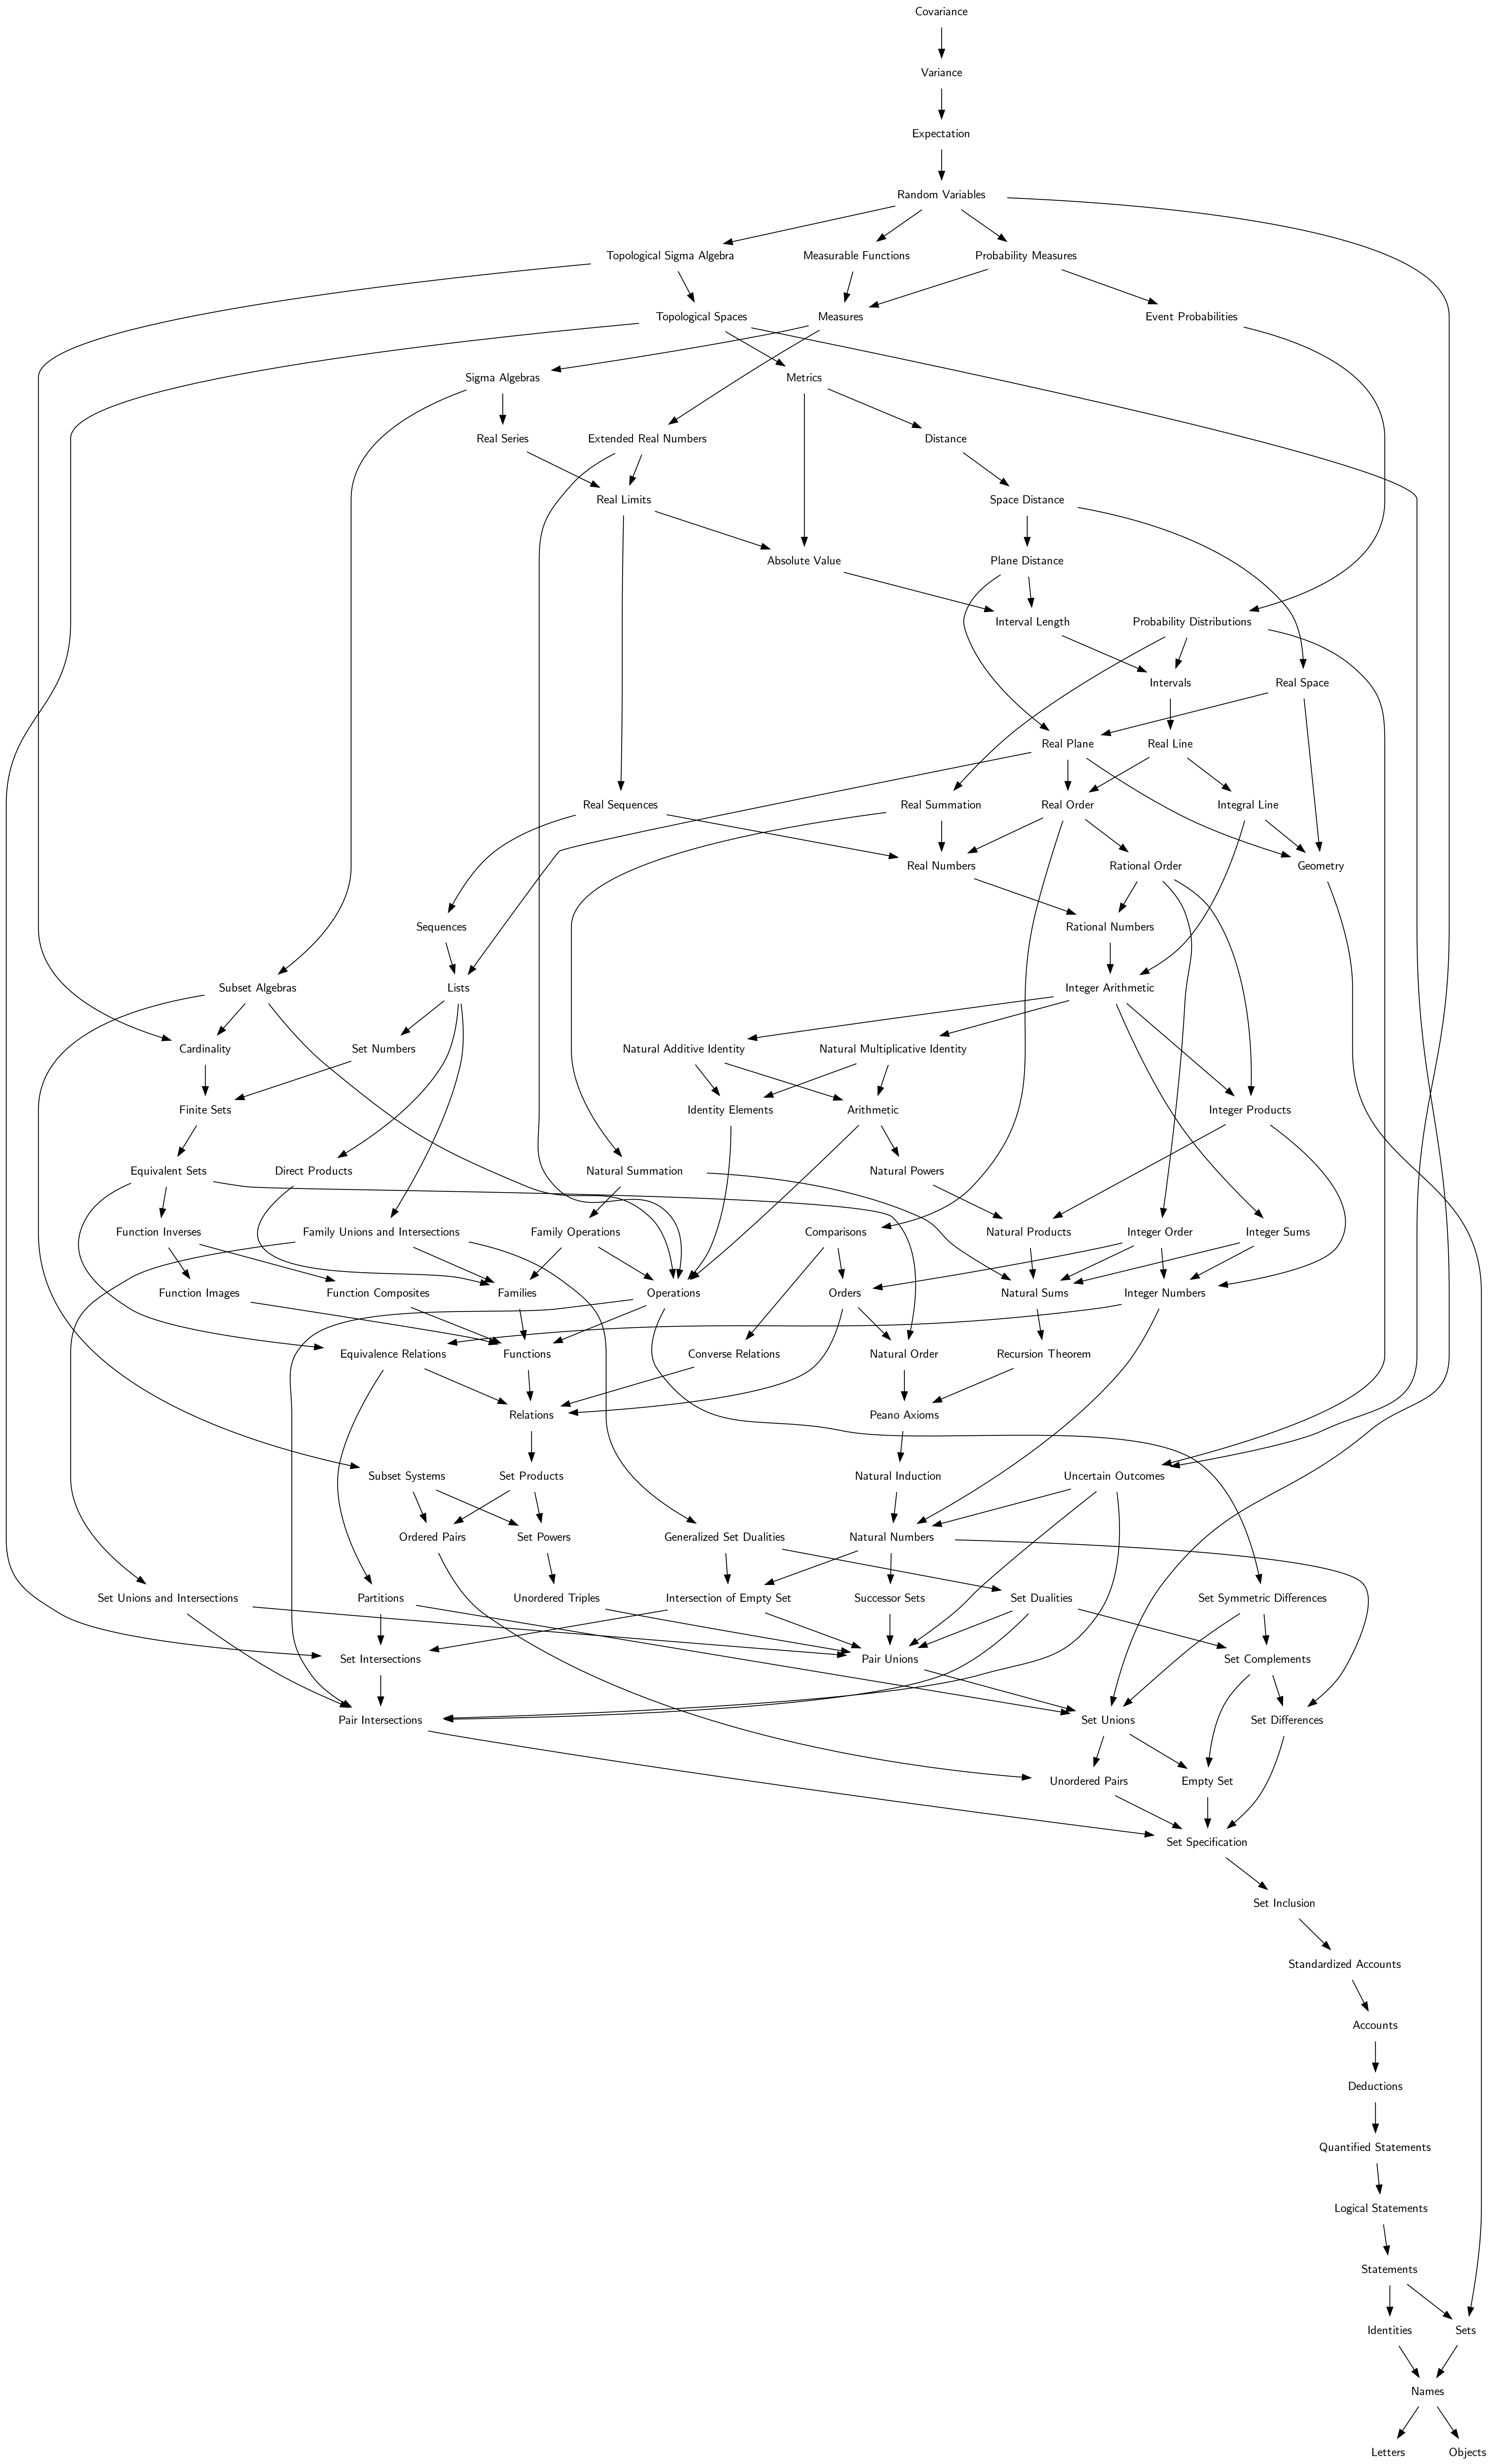 Covariance
Variance
Expectation
Random Variables
Topological Sigma Algebra
Measurable Functions
Probability Measures
Topological Spaces
Measures
Event Probabilities
Sigma Algebras
Metrics
Real Series
Extended Real Numbers
Distance
Real Limits
Space Distance
Absolute Value
Plane Distance
Interval Length
Probability Distributions
Intervals
Real Space
Real Plane
Real Line
Real Sequences
Real Summation
Real Order
Integral Line
Real Numbers
Rational Order
Geometry
Sequences
Rational Numbers
Subset Algebras
Lists
Integer Arithmetic
Cardinality
Set Numbers
Natural Additive Identity
Natural Multiplicative Identity
Finite Sets
Identity Elements
Arithmetic
Integer Products
Equivalent Sets
Direct Products
Natural Summation
Natural Powers
Function Inverses
Family Unions and Intersections
Family Operations
Comparisons
Natural Products
Integer Order
Integer Sums
Function Images
Function Composites
Families
Operations
Orders
Natural Sums
Integer Numbers
Equivalence Relations
Functions
Converse Relations
Natural Order
Recursion Theorem
Relations
Peano Axioms
Subset Systems
Set Products
Natural Induction
Uncertain Outcomes
Ordered Pairs
Set Powers
Generalized Set Dualities
Natural Numbers
Set Unions and Intersections
Partitions
Unordered Triples
Intersection of Empty Set
Successor Sets
Set Dualities
Set Symmetric Differences
Set Intersections
Pair Unions
Set Complements
Pair Intersections
Set Unions
Set Differences
Unordered Pairs
Empty Set
Set Specification
Set Inclusion
Standardized Accounts
Accounts
Deductions
Quantified Statements
Logical Statements
Statements
Identities
Sets
Names
Letters
Objects